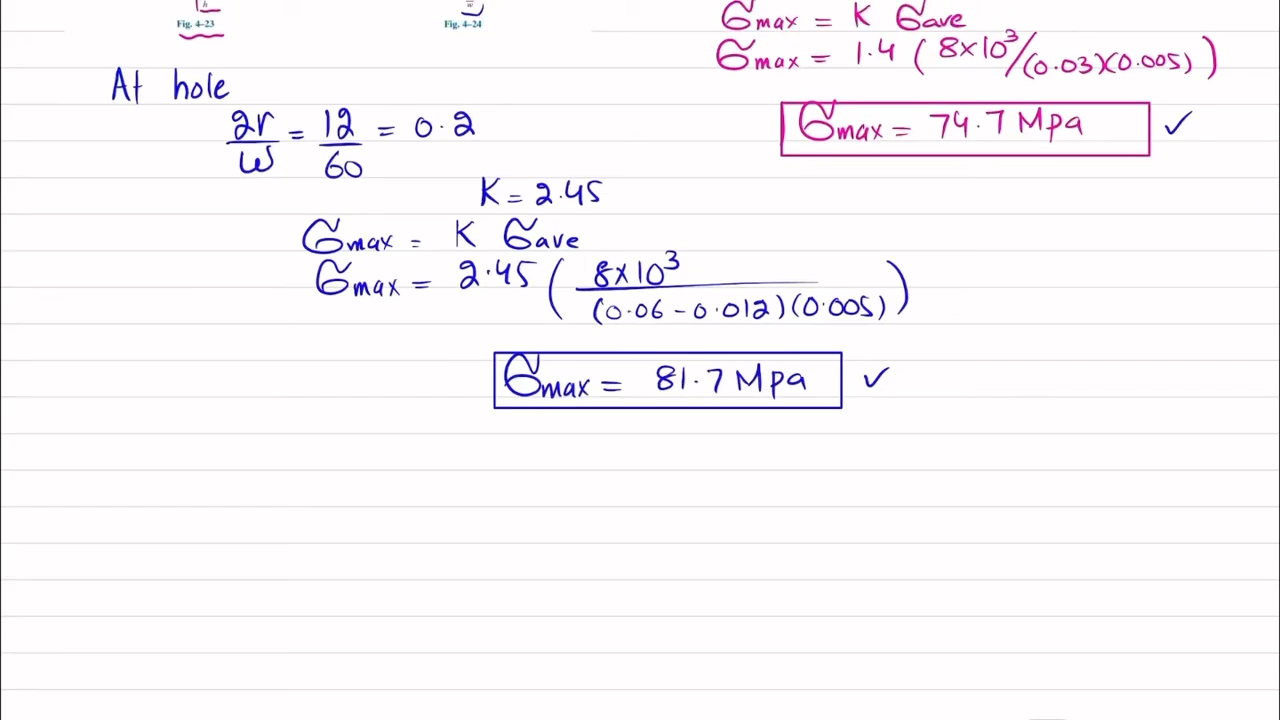 h
w
Fig. 4-23
Fig. 4-24
σmax = K σave
σmax = 1.4 ( 8×10³/(0.03)(0.005) )
σmax = 74.7 Mpa ✓
At hole
2r/w = 12/60 = 0.2
K = 2.45
σmax = K σave
σmax = 2.45 ( 8×10³ / (0.06 - 0.012)(0.005) )
σmax = 81.7 Mpa ✓